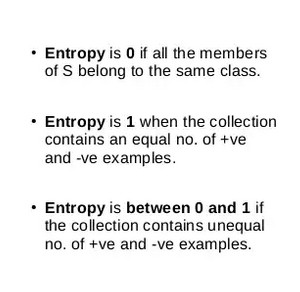 • Entropy is 0 if all the members
of S belong to the same class.
• Entropy is 1 when the collection
contains an equal no. of +ve
and -ve examples.
• Entropy is between 0 and 1 if
the collection contains unequal
no. of +ve and -ve examples.